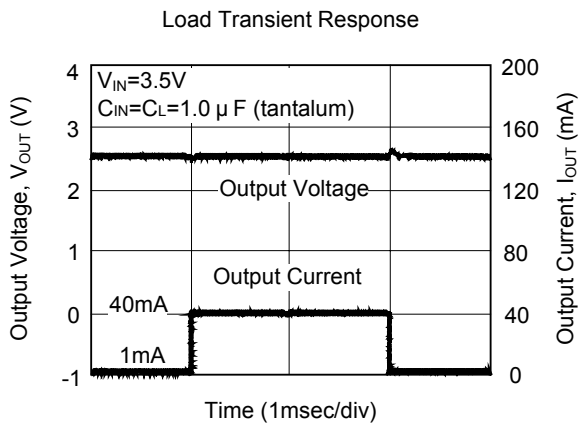 Load Transient Response
4
3
2
1
0
-1
Output Voltage, VOUT (V)
VIN=3.5V
CIN=CL=1.0 μ F (tantalum)
Output Voltage
Output Current
40mA
1mA
200
160
140
80
40
0
Output Current, IOUT (mA)
Time (1msec/div)